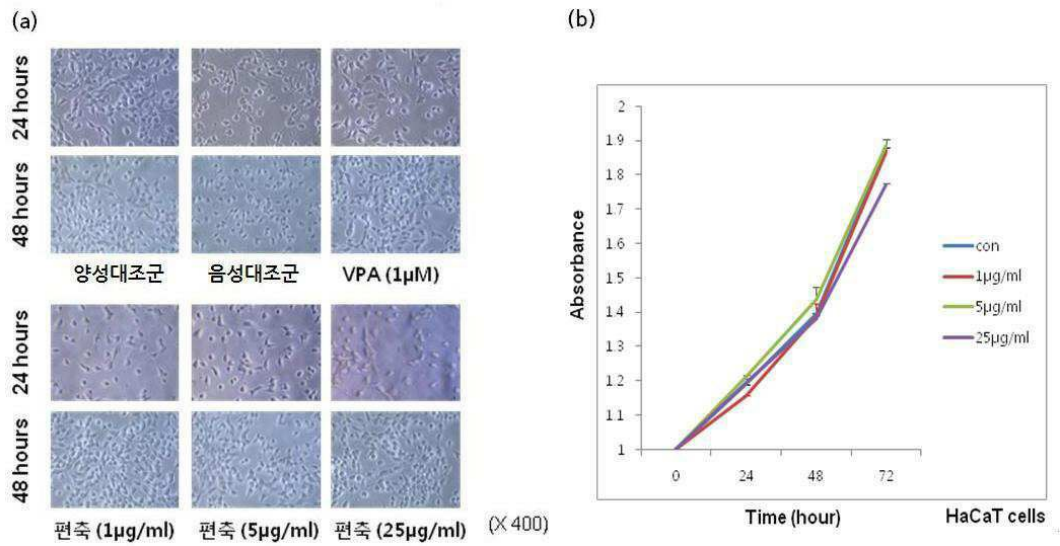 (a)
24 hours
48 hours
양성대조군 음성대조군 VPA (1μM)
24 hours
48 hours
편축 (1μg/ml) 편축 (5μg/ml) 편축 (25μg/ml)
(X 400)
(b)
Absorbance
2
1.9
1.8
1.7
1.6
1.5
1.4
1.3
1.2
1.1
1
0 24 48 72
Time (hour)
HaCaT cells
con
1μg/ml
5μg/ml
25μg/ml